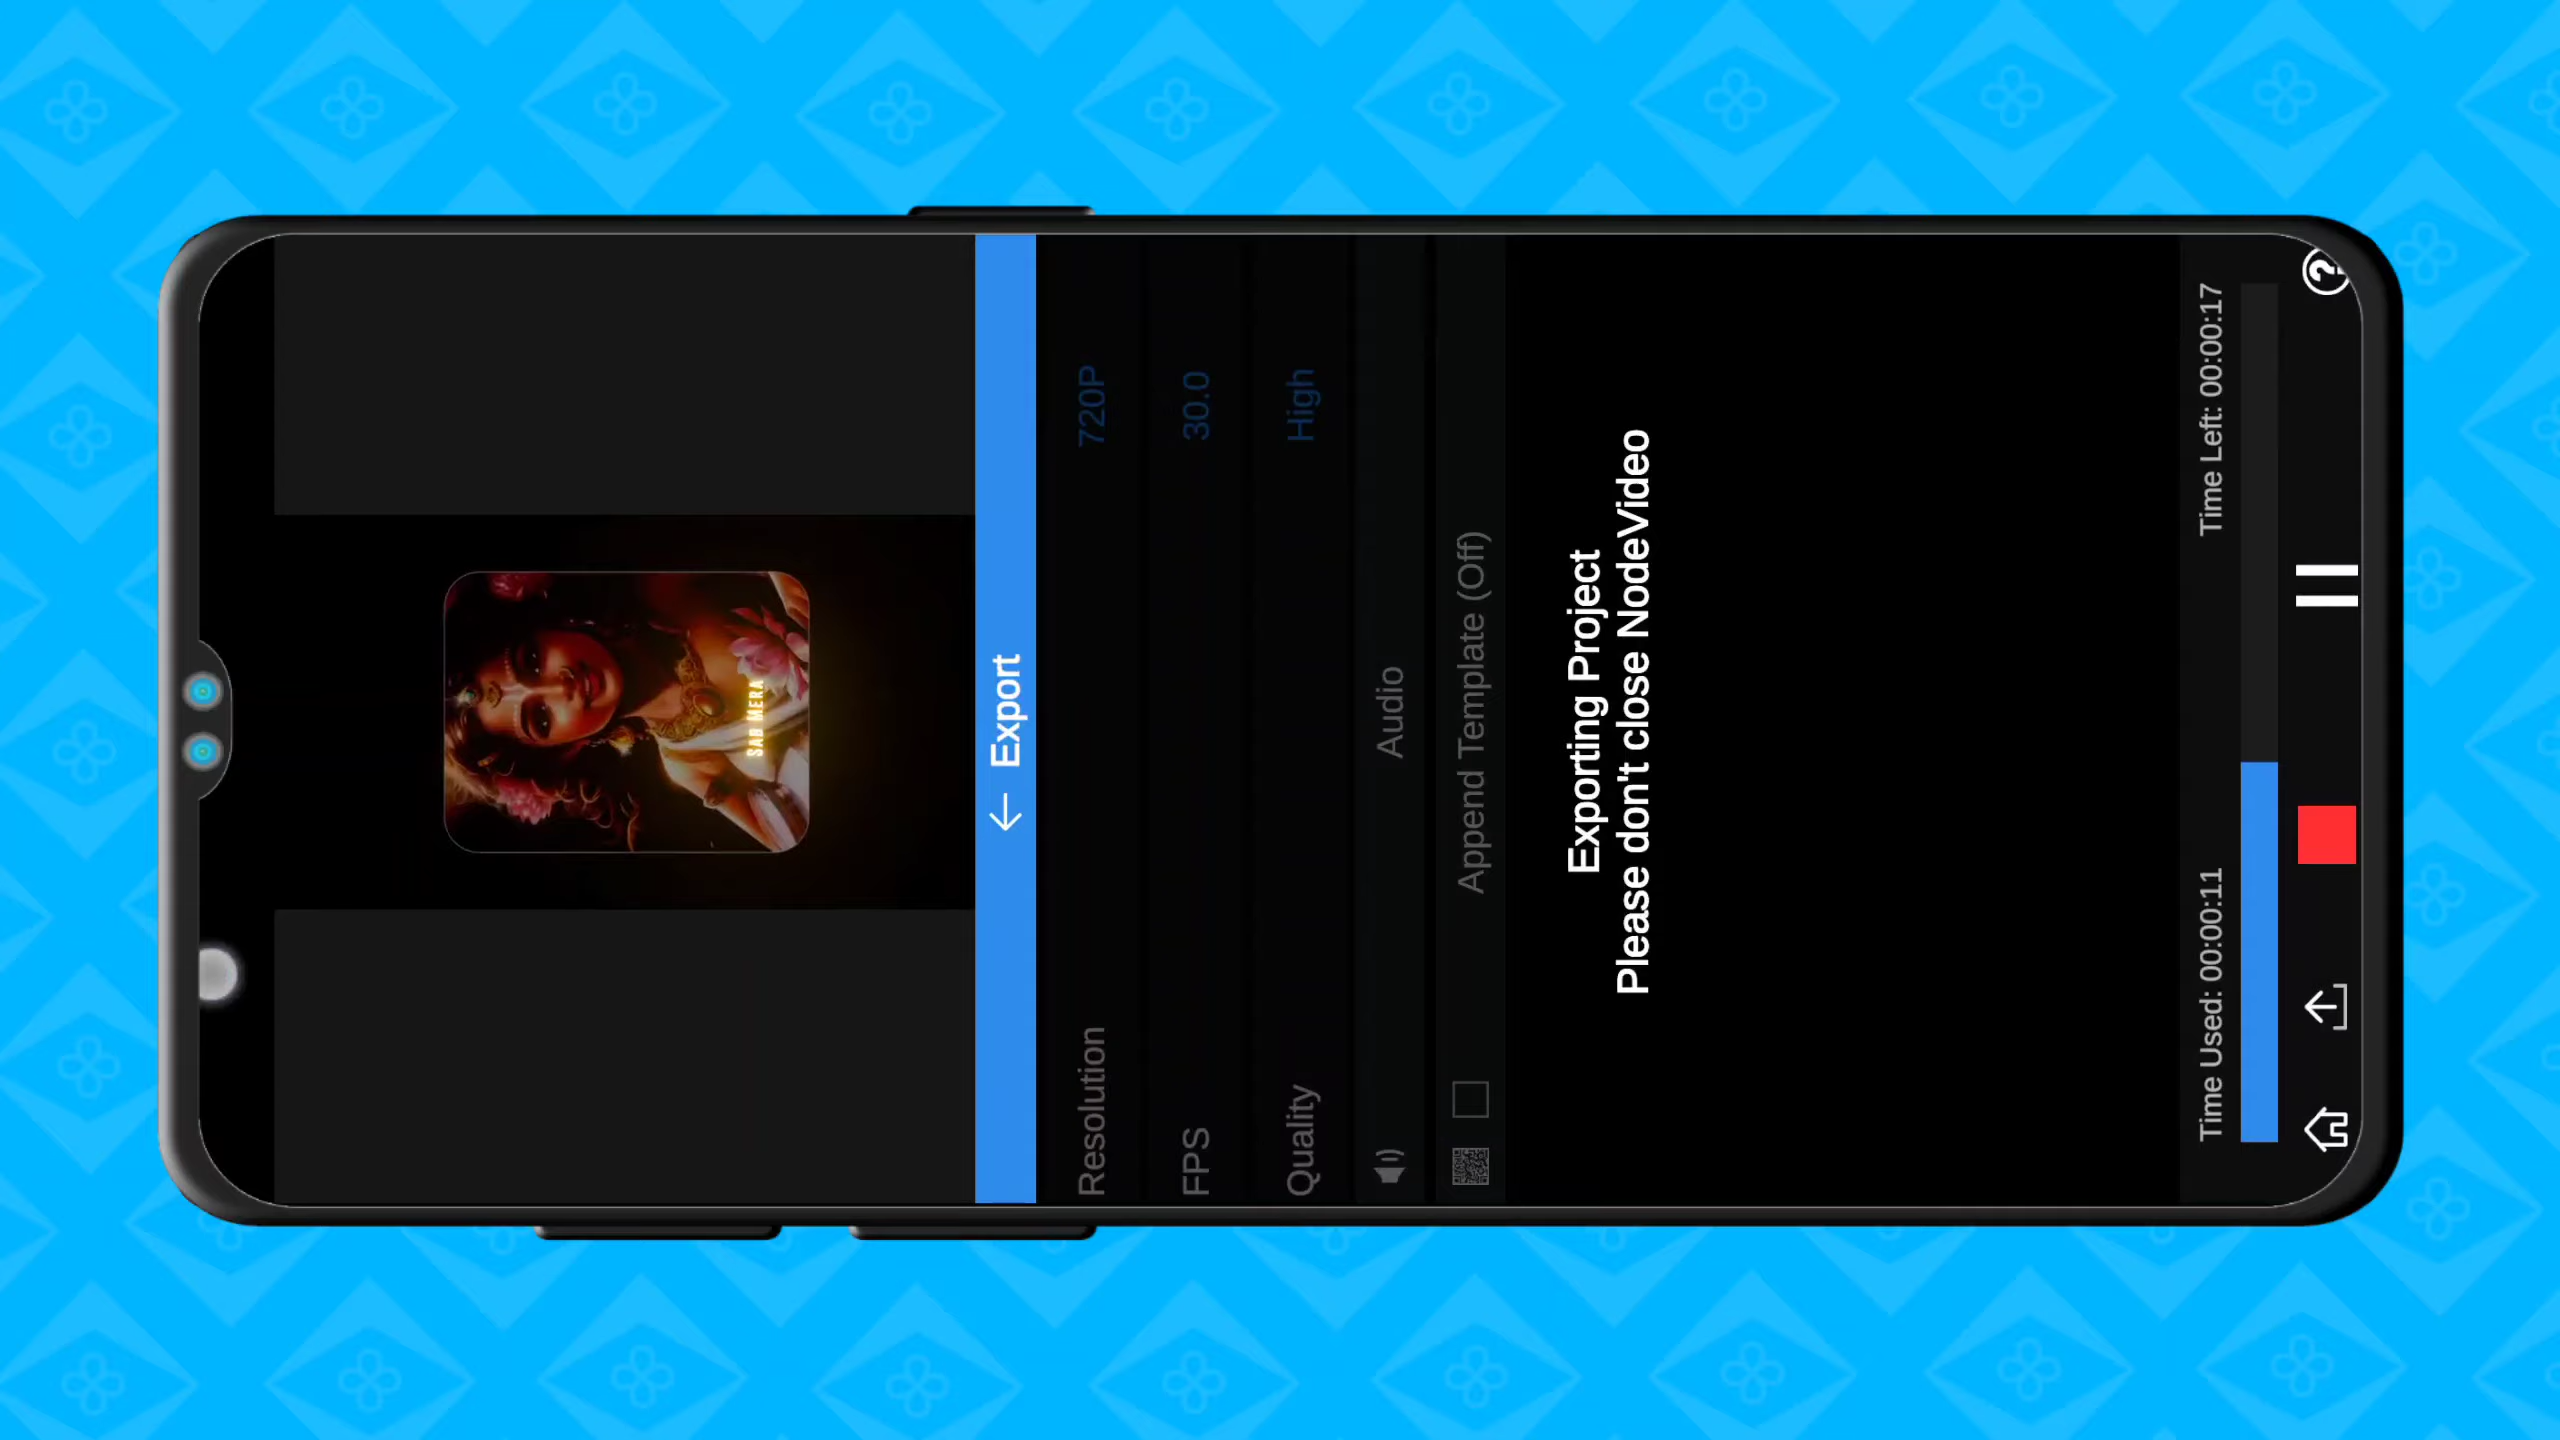 SAB MERA
Export
Resolution 720P
FPS 30.0
Quality High
Audio
Append Template (Off)
Exporting Project
Please don't close NodeVideo
Time Used: 00:00:11 Time Left: 00:00:17